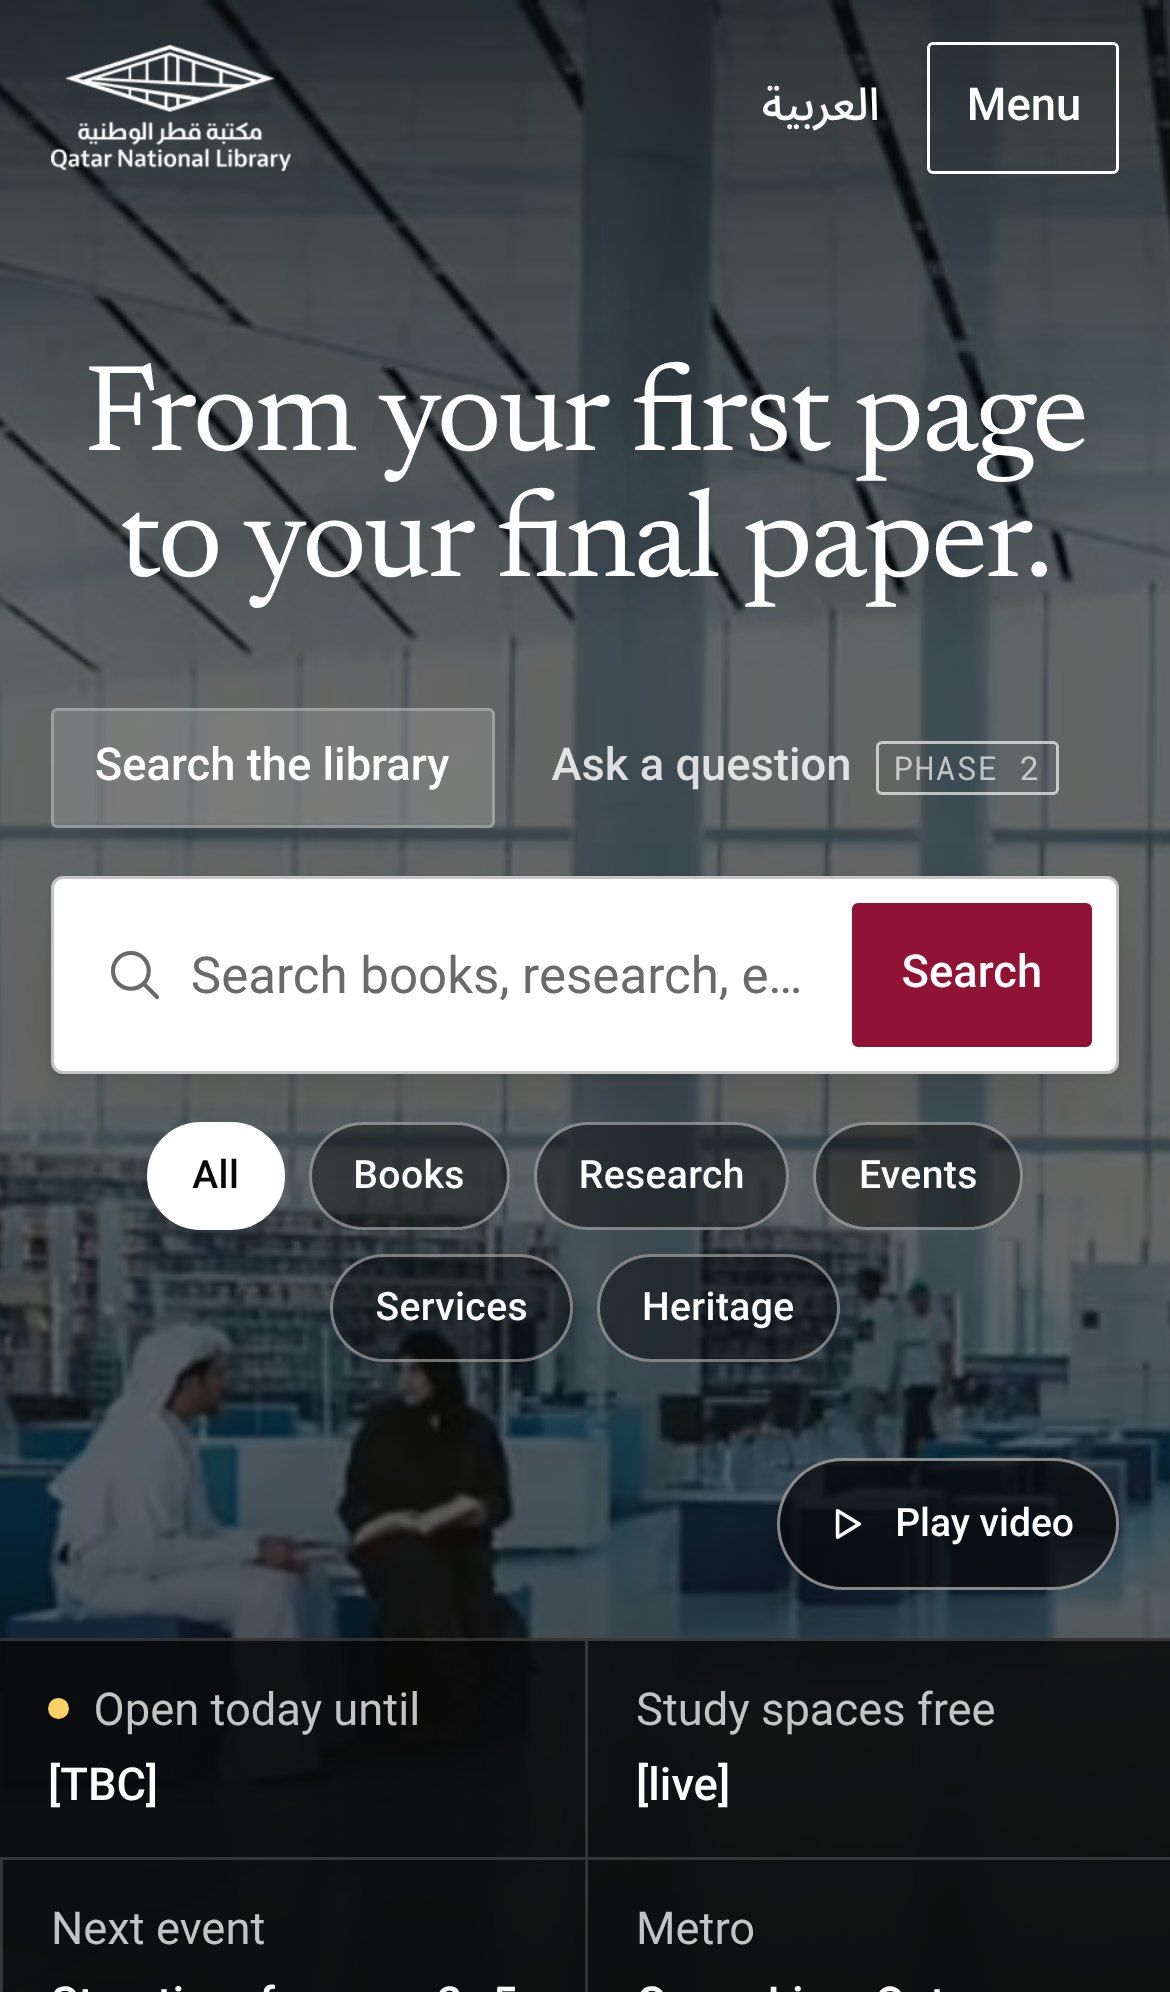 مكتبة قطر الوطنية
Qatar National Library
العربية
Menu
From your first page
to your final paper.
Search the library
Ask a question PHASE 2
Search books, research, e...
Search
All Books Research Events
Services Heritage
Play video
Open today until
[TBC]
Study spaces free
[live]
Next event
Metro